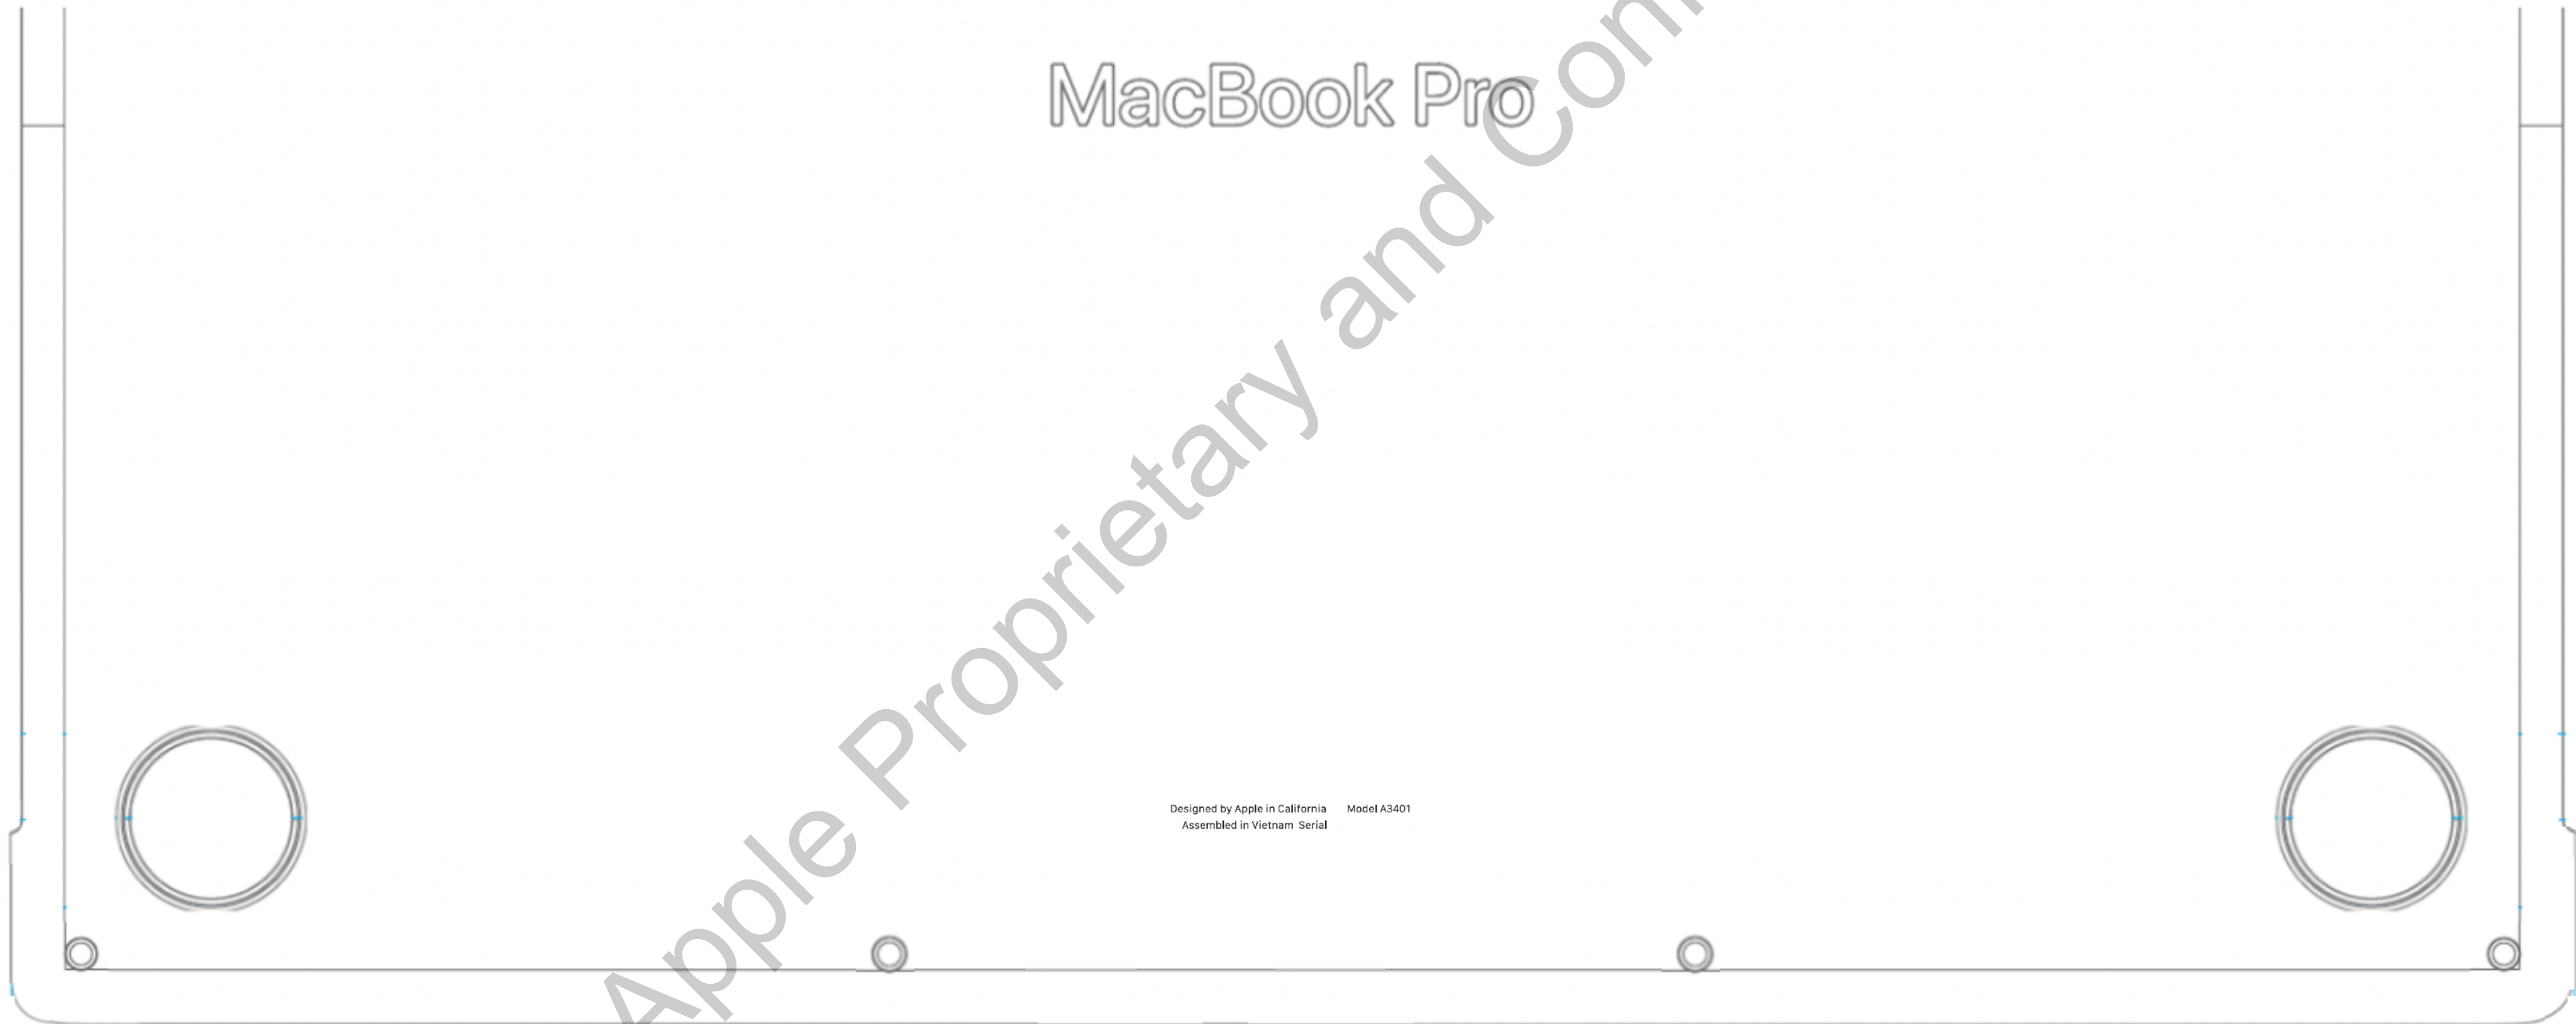 MacBook Pro
Apple Proprietary and Con
Designed by Apple in California Model A3401
Assembled in Vietnam Serial